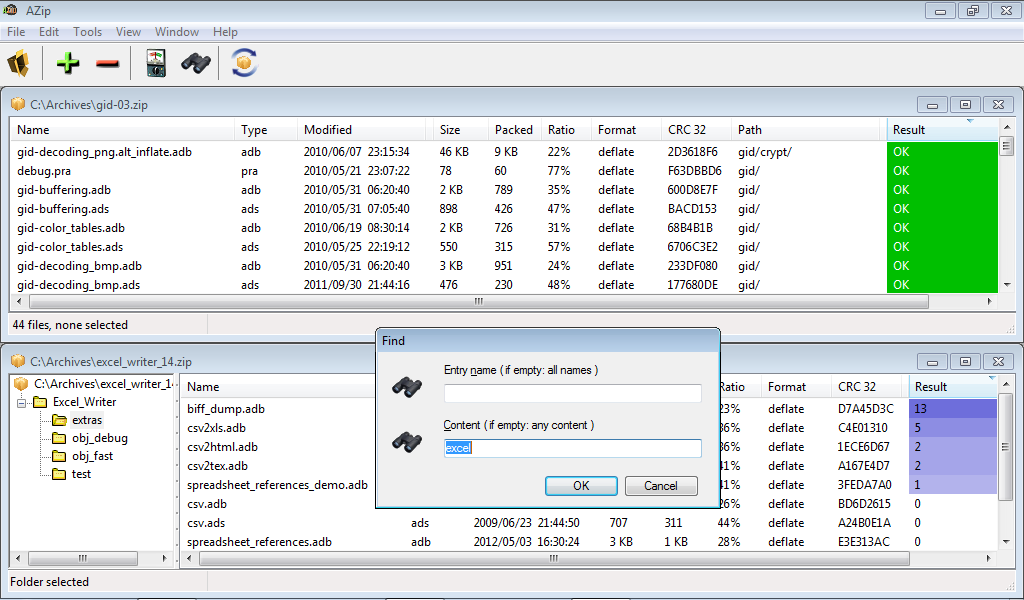 AZip
File Edit Tools View Window Help
C:\Archives\gid-03.zip
Name Type Modified Size Packed Ratio Format CRC 32 Path Result
gid-decoding_png.alt_inflate.adb adb 2010/06/07 23:15:34 46 KB 9 KB 22% deflate 2D3618F6 gid/crypt/ OK
debug.pra pra 2010/05/21 23:07:22 78 60 77% deflate F63DBBD6 gid/ OK
gid-buffering.adb adb 2010/05/31 06:20:40 2 KB 789 35% deflate 600D8E7F gid/ OK
gid-buffering.ads ads 2010/05/31 07:05:40 898 426 47% deflate BACD153 gid/ OK
gid-color_tables.adb adb 2010/06/19 08:30:14 2 KB 726 31% deflate 68B4B1B gid/ OK
gid-color_tables.ads ads 2010/05/25 22:19:12 550 315 57% deflate 6706C3E2 gid/ OK
gid-decoding_bmp.adb adb 2010/05/31 06:20:40 3 KB 951 24% deflate 233DF080 gid/ OK
gid-decoding_bmp.ads ads 2011/09/30 21:44:16 476 230 48% deflate 177680DE gid/ OK
44 files, none selected
C:\Archives\excel_writer_14.zip
C:\Archives\excel_writer_14
Excel_Writer
extras
obj_debug
obj_fast
test
Name Ratio Format CRC 32 Result
biff_dump.adb 23% deflate D7A45D3C 13
csv2xls.adb 36% deflate C4E01310 5
csv2html.adb 36% deflate 1ECE6D67 2
csv2tex.adb 41% deflate A167E4D7 2
spreadsheet_references_demo.adb 41% deflate 3FEDA7A0 1
csv.adb 26% deflate BD6D2615 0
csv.ads ads 2009/06/23 21:44:50 707 311 44% deflate A24B0E1A 0
spreadsheet_references.adb adb 2012/05/03 16:30:24 3 KB 1 KB 28% deflate E3E313AC 0
Folder selected
Find
Entry name ( if empty: all names )
Content ( if empty: any content )
excel
OK Cancel